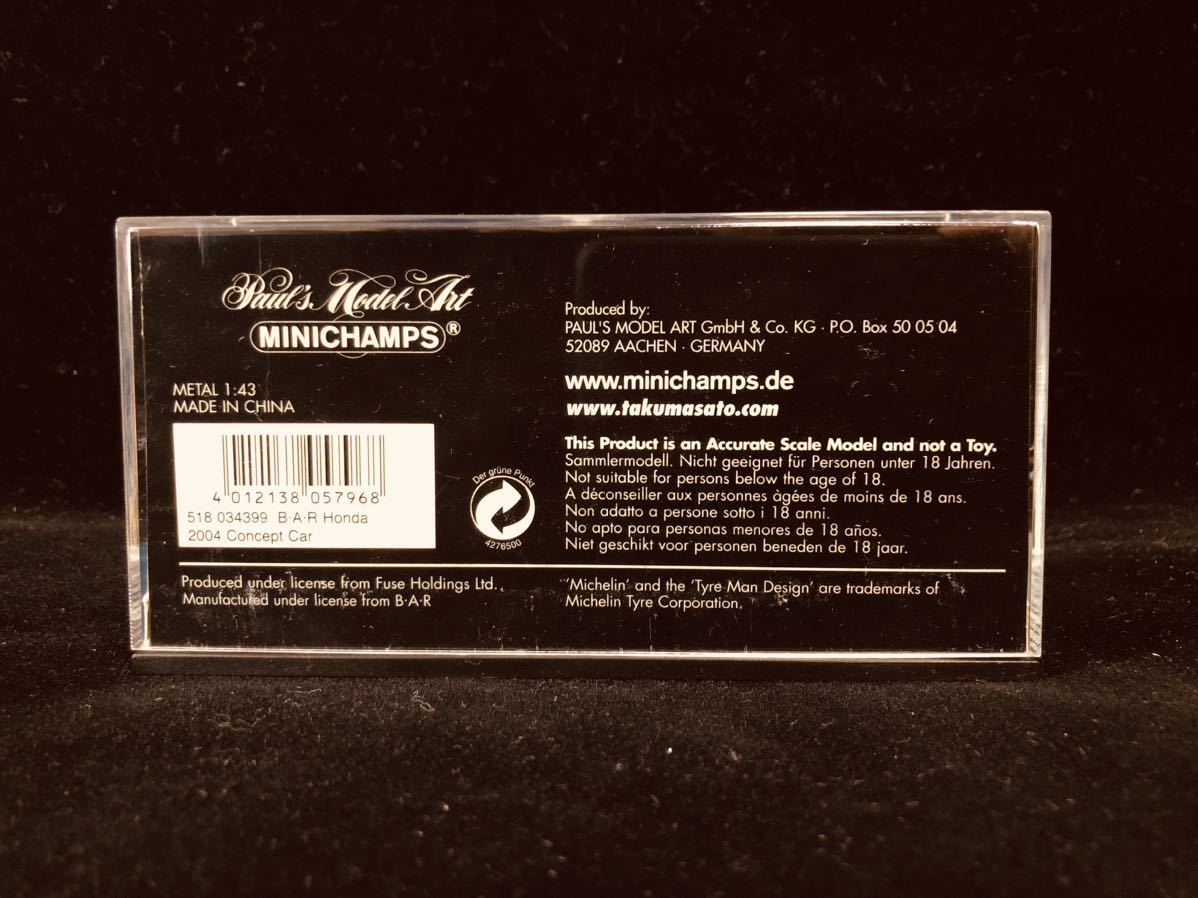 Paul's Model Art
MINICHAMPS®
METAL 1:43
MADE IN CHINA
4 012138 057968
518 034399 B·A·R Honda
2004 Concept Car
Der grüne Punkt
4276500
Produced by:
PAUL'S MODEL ART GmbH & Co. KG · P.O. Box 50 05 04
52089 AACHEN · GERMANY
www.minichamps.de
www.takumasato.com
This Product is an Accurate Scale Model and not a Toy.
Sammlermodell. Nicht geeignet für Personen unter 18 Jahren.
Not suitable for persons below the age of 18.
A déconseiller aux personnes àgées de moins de 18 ans.
Non adatto a persone sotto i 18 anni.
No apto para personas menores de 18 años.
Niet geschikt voor personen beneden de 18 jaar.
Produced under license from Fuse Holdings Ltd.
Manufactured under license from B·A·R
'Michelin' and the 'Tyre Man Design' are trademarks of
Michelin Tyre Corporation.